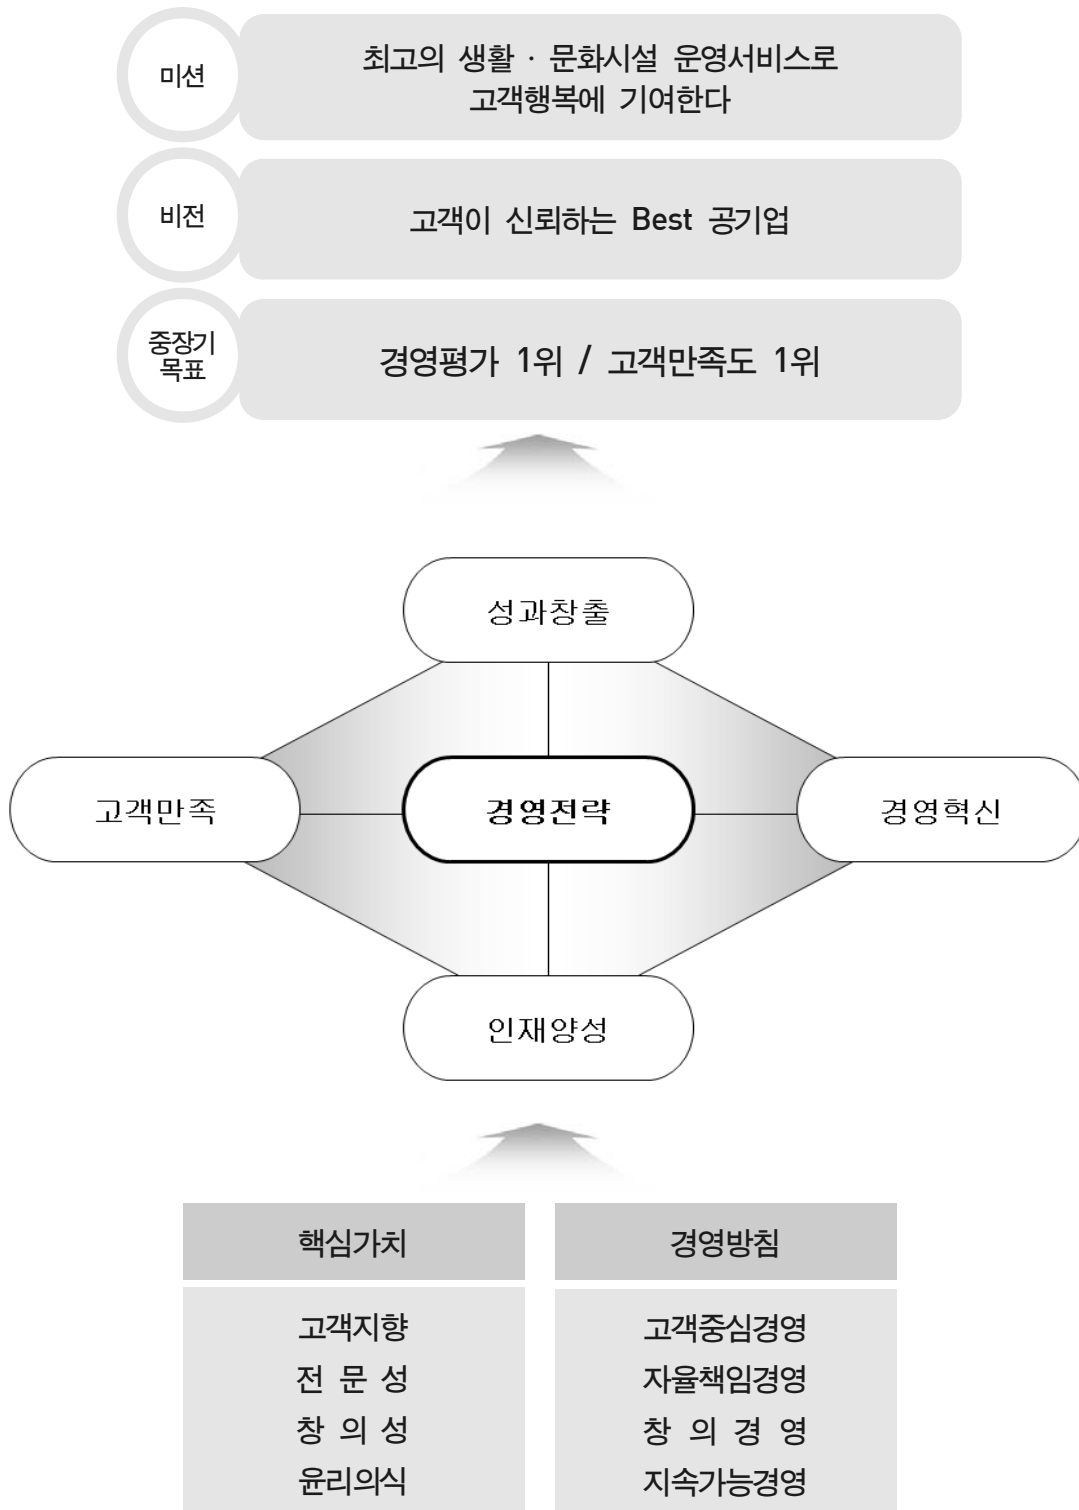 미션
최고의 생활 · 문화시설 운영서비스로
고객행복에 기여한다
비전
고객이 신뢰하는 Best 공기업
중장기
목표
경영평가 1위 / 고객만족도 1위
성과창출
고객만족
경영전략
경영혁신
인재양성
핵심가치
고객지향
전 문 성
창 의 성
윤리의식
경영방침
고객중심경영
자율책임경영
창 의 경 영
지속가능경영